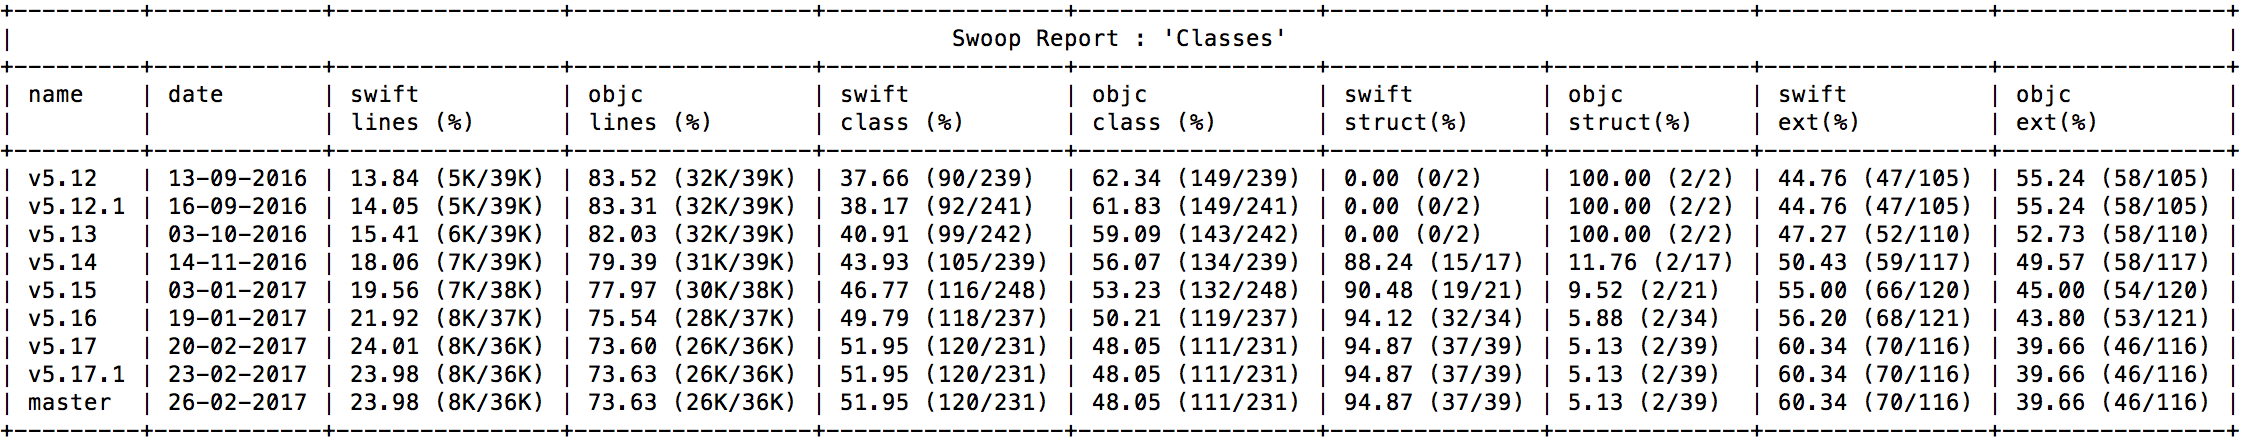 +---------+------------+----------------+-----------------+-----------------+-----------------+---------------+--------------+----------------+----------------+
|                                                                   Swoop Report : 'Classes'                                                                   |
+---------+------------+----------------+-----------------+-----------------+-----------------+---------------+--------------+----------------+----------------+
| name    | date       | swift          | objc            | swift           | objc            | swift         | objc         | swift          | objc           |
|         |            | lines (%)      | lines (%)       | class (%)       | class (%)       | struct(%)     | struct(%)    | ext(%)         | ext(%)         |
+---------+------------+----------------+-----------------+-----------------+-----------------+---------------+--------------+----------------+----------------+
| v5.12   | 13-09-2016 | 13.84 (5K/39K) | 83.52 (32K/39K) | 37.66 (90/239)  | 62.34 (149/239) | 0.00 (0/2)    | 100.00 (2/2) | 44.76 (47/105) | 55.24 (58/105) |
| v5.12.1 | 16-09-2016 | 14.05 (5K/39K) | 83.31 (32K/39K) | 38.17 (92/241)  | 61.83 (149/241) | 0.00 (0/2)    | 100.00 (2/2) | 44.76 (47/105) | 55.24 (58/105) |
| v5.13   | 03-10-2016 | 15.41 (6K/39K) | 82.03 (32K/39K) | 40.91 (99/242)  | 59.09 (143/242) | 0.00 (0/2)    | 100.00 (2/2) | 47.27 (52/110) | 52.73 (58/110) |
| v5.14   | 14-11-2016 | 18.06 (7K/39K) | 79.39 (31K/39K) | 43.93 (105/239) | 56.07 (134/239) | 88.24 (15/17) | 11.76 (2/17) | 50.43 (59/117) | 49.57 (58/117) |
| v5.15   | 03-01-2017 | 19.56 (7K/38K) | 77.97 (30K/38K) | 46.77 (116/248) | 53.23 (132/248) | 90.48 (19/21) | 9.52 (2/21)  | 55.00 (66/120) | 45.00 (54/120) |
| v5.16   | 19-01-2017 | 21.92 (8K/37K) | 75.54 (28K/37K) | 49.79 (118/237) | 50.21 (119/237) | 94.12 (32/34) | 5.88 (2/34)  | 56.20 (68/121) | 43.80 (53/121) |
| v5.17   | 20-02-2017 | 24.01 (8K/36K) | 73.60 (26K/36K) | 51.95 (120/231) | 48.05 (111/231) | 94.87 (37/39) | 5.13 (2/39)  | 60.34 (70/116) | 39.66 (46/116) |
| v5.17.1 | 23-02-2017 | 23.98 (8K/36K) | 73.63 (26K/36K) | 51.95 (120/231) | 48.05 (111/231) | 94.87 (37/39) | 5.13 (2/39)  | 60.34 (70/116) | 39.66 (46/116) |
| master  | 26-02-2017 | 23.98 (8K/36K) | 73.63 (26K/36K) | 51.95 (120/231) | 48.05 (111/231) | 94.87 (37/39) | 5.13 (2/39)  | 60.34 (70/116) | 39.66 (46/116) |
+---------+------------+----------------+-----------------+-----------------+-----------------+---------------+--------------+----------------+----------------+